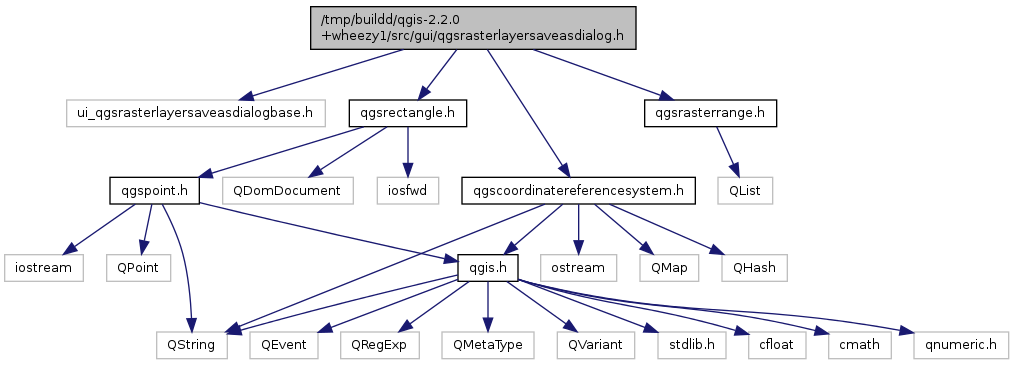 /tmp/buildd/qgis-2.2.0
+wheezy1/src/gui/qgsrasterlayersaveasdialog.h
ui_qgsrasterlayersaveasdialogbase.h
qgsrectangle.h
qgsrasterrange.h
qgspoint.h
QDomDocument
iosfwd
qgscoordinatereferencesystem.h
QList
iostream
QPoint
qgis.h
ostream
QMap
QHash
QString
QEvent
QRegExp
QMetaType
QVariant
stdlib.h
cfloat
cmath
qnumeric.h